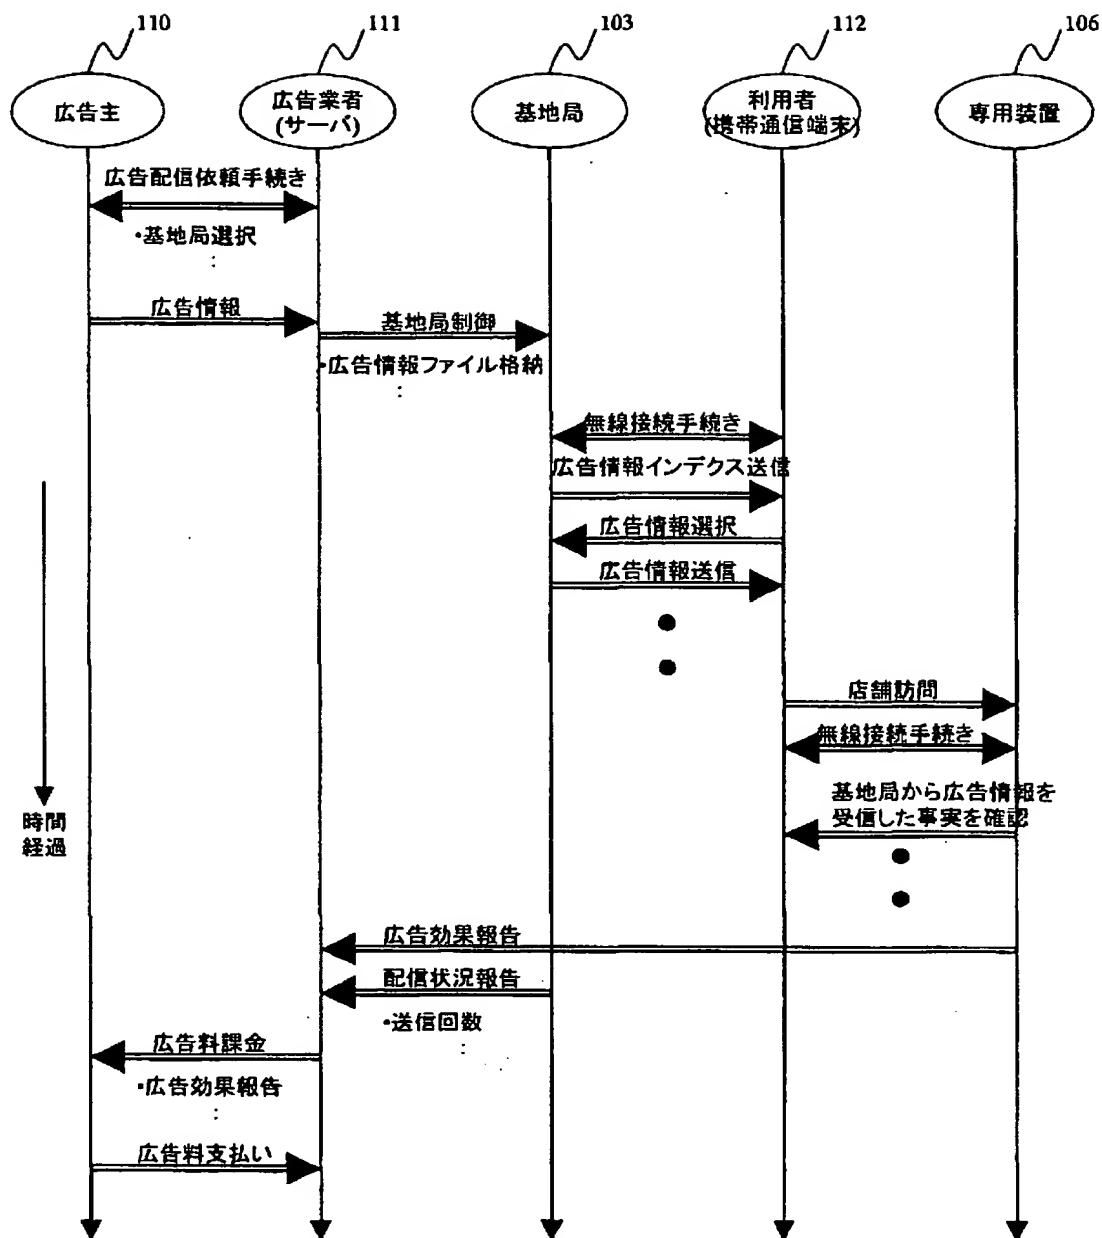 110
111
103
112
106
広告主
広告業者
(サーバ)
基地局
利用者
(携帯通信端末)
専用装置
広告配信依頼手続き
・基地局選択
⋮
広告情報
基地局制御
・広告情報ファイル格納
⋮
無線接続手続き
広告情報インデクス送信
広告情報選択
広告情報送信
店舗訪問
無線接続手続き
基地局から広告情報を
受信した事実を確認
時間
経過
広告効果報告
配信状況報告
・送信回数
⋮
広告料課金
・広告効果報告
⋮
広告料支払い